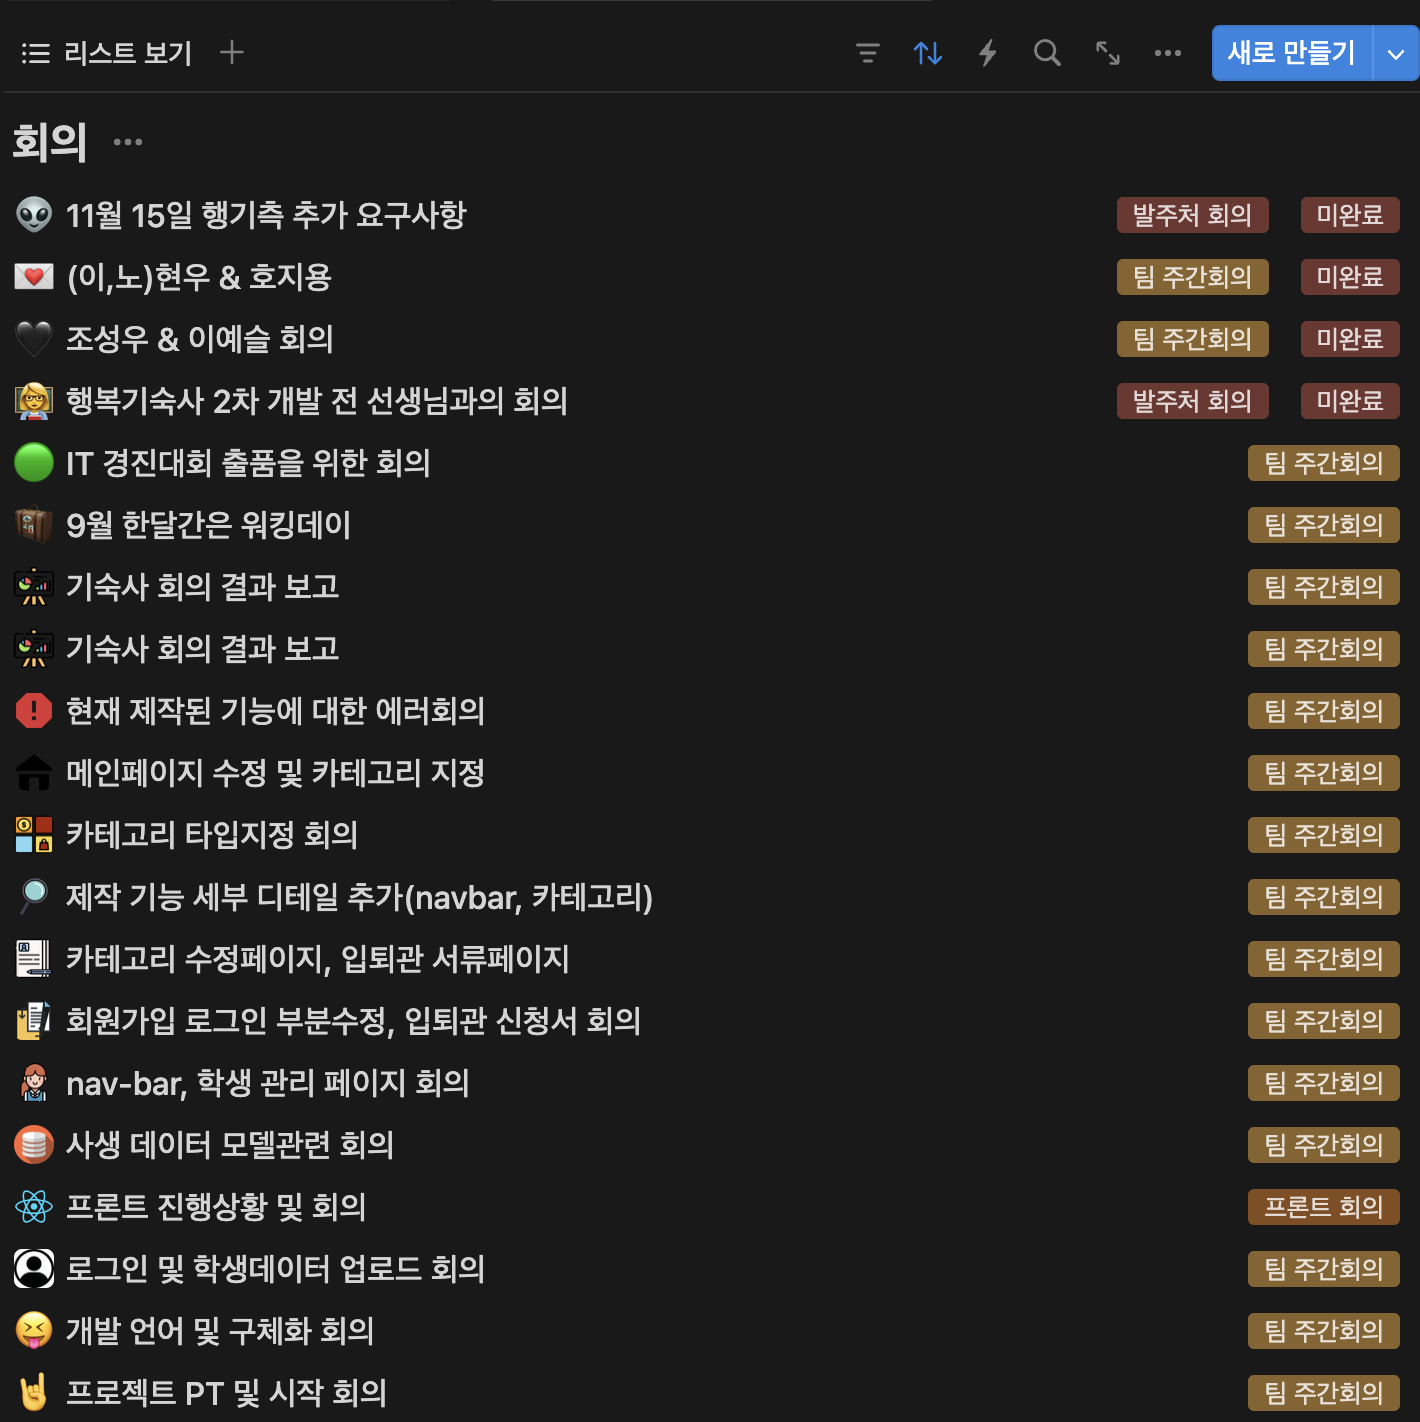 리스트 보기
새로 만들기
회의
11월 15일 행기측 추가 요구사항 발주처 회의 미완료
(이,노)현우 & 호지용 팀 주간회의 미완료
조성우 & 이예슬 회의 팀 주간회의 미완료
행복기숙사 2차 개발 전 선생님과의 회의 발주처 회의 미완료
IT 경진대회 출품을 위한 회의 팀 주간회의
9월 한달간은 워킹데이 팀 주간회의
기숙사 회의 결과 보고 팀 주간회의
기숙사 회의 결과 보고 팀 주간회의
현재 제작된 기능에 대한 에러회의 팀 주간회의
메인페이지 수정 및 카테고리 지정 팀 주간회의
카테고리 타입지정 회의 팀 주간회의
제작 기능 세부 디테일 추가(navbar, 카테고리) 팀 주간회의
카테고리 수정페이지, 입퇴관 서류페이지 팀 주간회의
회원가입 로그인 부분수정, 입퇴관 신청서 회의 팀 주간회의
nav-bar, 학생 관리 페이지 회의 팀 주간회의
사생 데이터 모델관련 회의 팀 주간회의
프론트 진행상황 및 회의 프론트 회의
로그인 및 학생데이터 업로드 회의 팀 주간회의
개발 언어 및 구체화 회의 팀 주간회의
프로젝트 PT 및 시작 회의 팀 주간회의